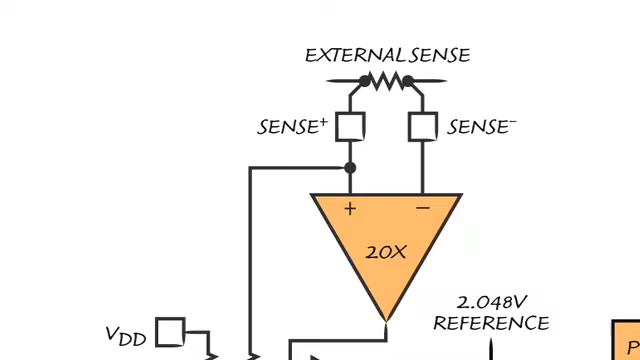 EXTERNAL SENSE
SENSE+
SENSE−
+
−
20X
2.048V
REFERENCE
VDD
P